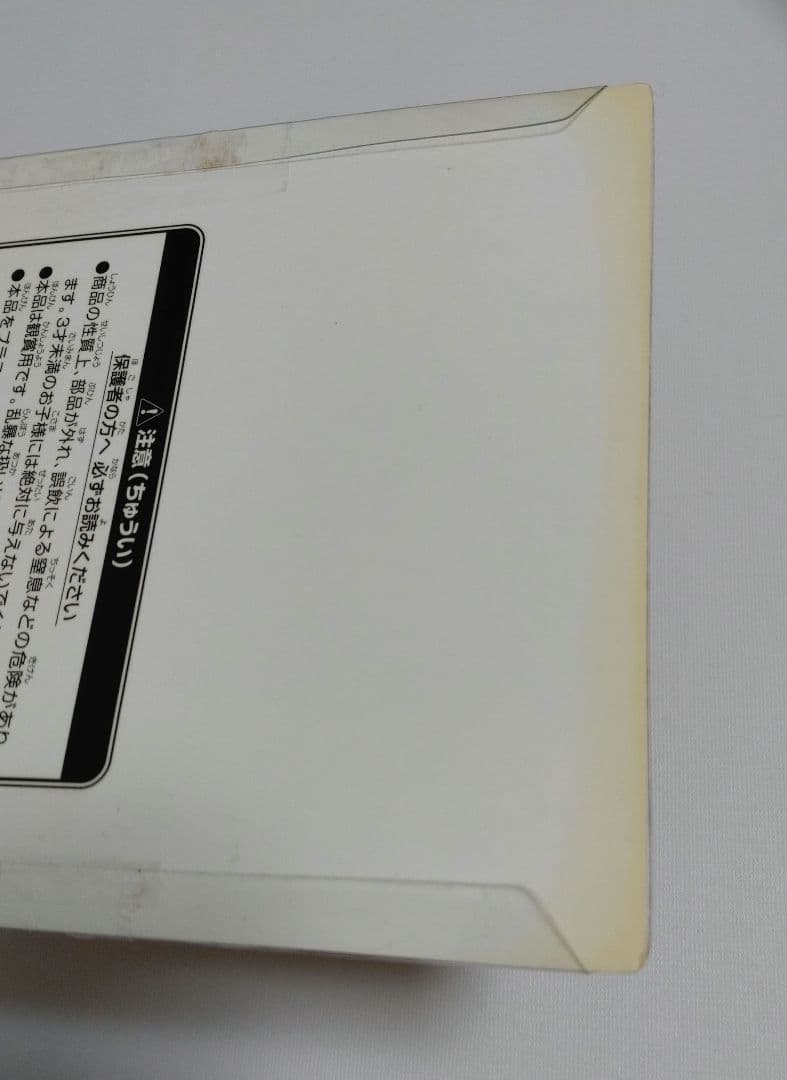 注意(ちゅうい)
保護者の方へ 必ずお読みください
●商品の性質上、部品が外れ、誤飲による窒息などの危険があり
ます。3才未満のお子様には絶対に与えないで
●本品は観賞用です。乱暴な
●本品を